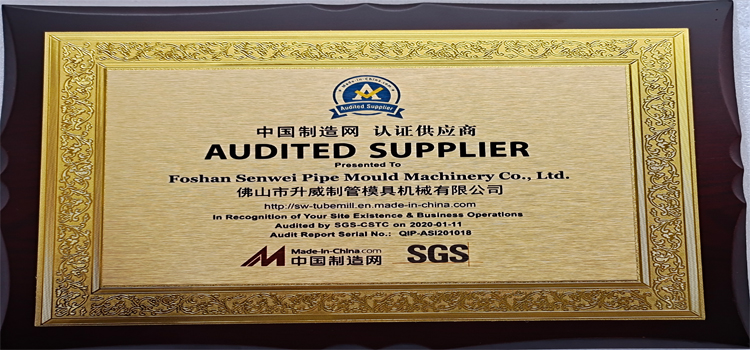 Made-in-China.com
Audited Supplier
中国制造网 认证供应商
AUDITED SUPPLIER
Presented To
Foshan Senwei Pipe Mould Machinery Co., Ltd.
佛山市升威制管模具机械有限公司
http://sw-tubemill.en.made-in-china.com
In Recognition of Your Site Existence & Business Operations
Audited by SGS-CSTC on 2020-01-11
Audit Report Serial No.: QIP-ASI201018
Made-in-China.com
中国制造网
SGS